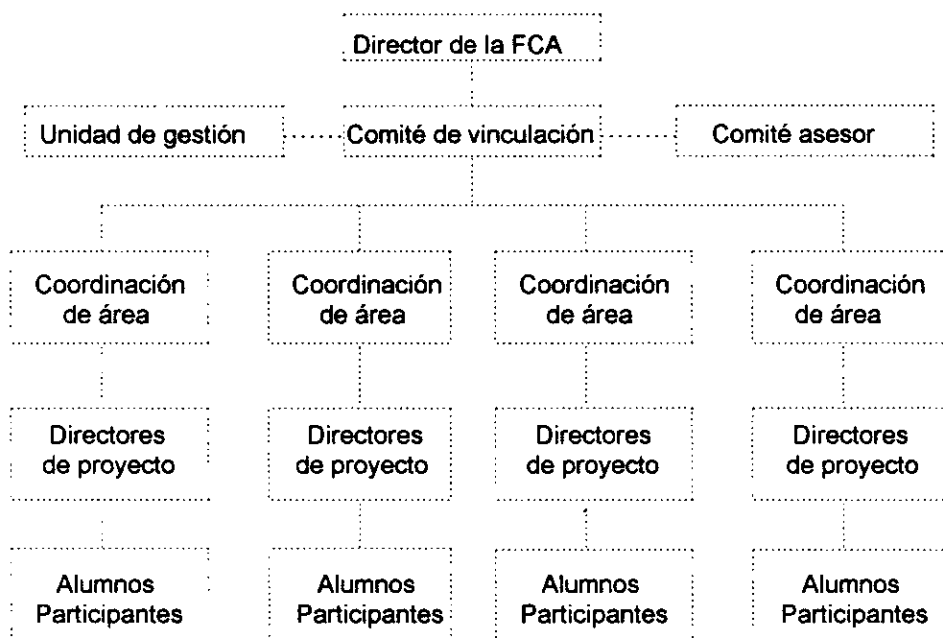 Director de la FCA
Unidad de gestión
Comité de vinculación
Comité asesor
Coordinación
de área
Coordinación
de área
Coordinación
de área
Coordinación
de área
Directores
de proyecto
Directores
de proyecto
Directores
de proyecto
Directores
de proyecto
Alumnos
Participantes
Alumnos
Participantes
Alumnos
Participantes
Alumnos
Participantes